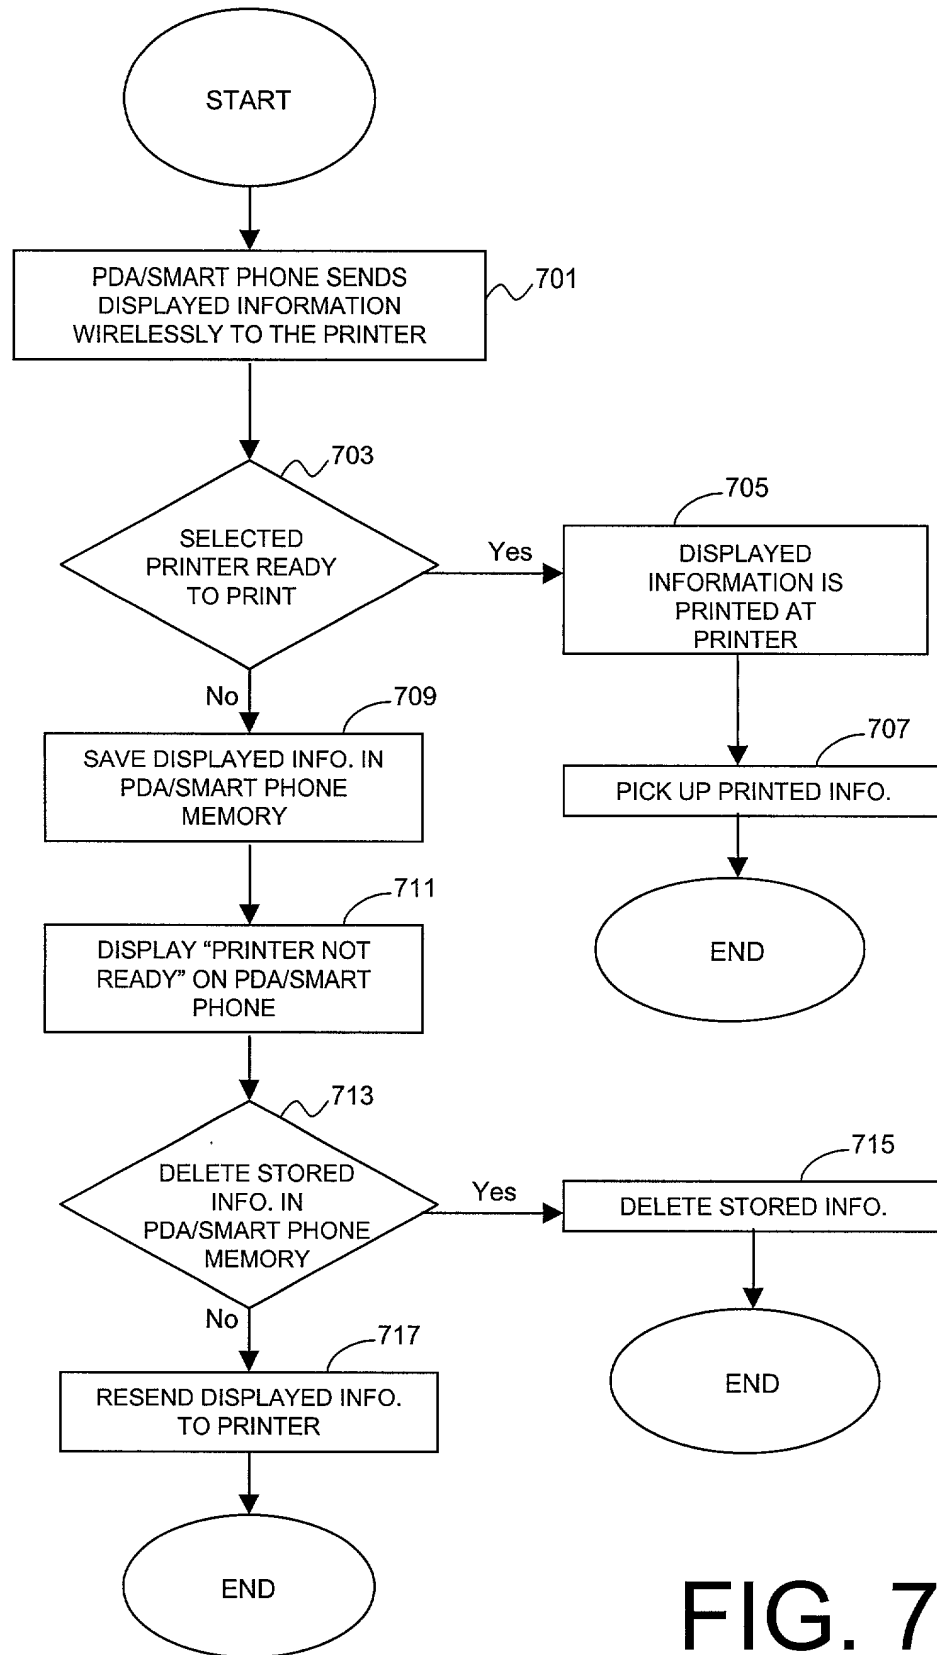 START
PDA/SMART PHONE SENDS
DISPLAYED INFORMATION
WIRELESSLY TO THE PRINTER
701
703
SELECTED
PRINTER READY
TO PRINT
Yes
705
DISPLAYED
INFORMATION IS
PRINTED AT
PRINTER
No
709
SAVE DISPLAYED INFO. IN
PDA/SMART PHONE
MEMORY
707
PICK UP PRINTED INFO.
END
711
DISPLAY “PRINTER NOT
READY” ON PDA/SMART
PHONE
713
DELETE STORED
INFO. IN
PDA/SMART PHONE
MEMORY
Yes
715
DELETE STORED INFO.
END
No
717
RESEND DISPLAYED INFO.
TO PRINTER
END
FIG. 7